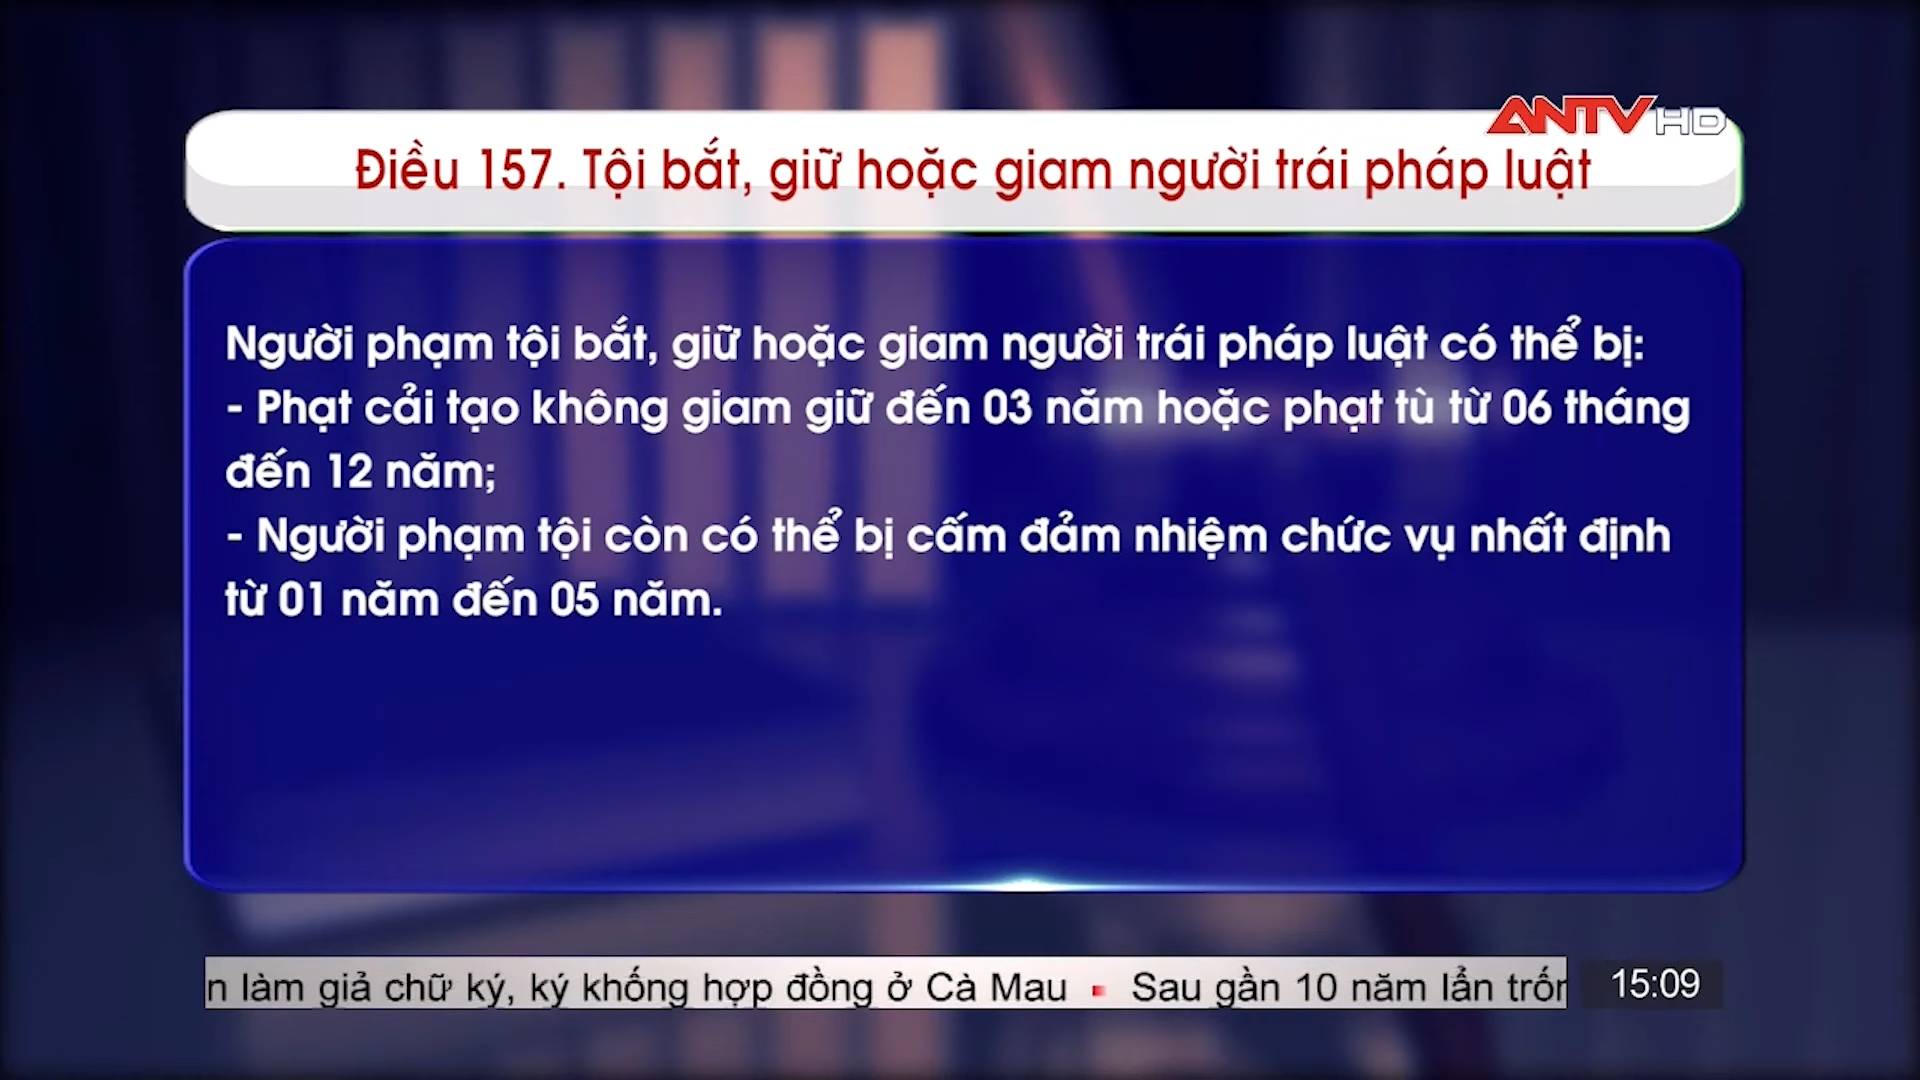 ANTV HD
Điều 157. Tội bắt, giữ hoặc giam người trái pháp luật
Người phạm tội bắt, giữ hoặc giam người trái pháp luật có thể bị:
- Phạt cải tạo không giam giữ đến 03 năm hoặc phạt tù từ 06 tháng
đến 12 năm;
- Người phạm tội còn có thể bị cấm đảm nhiệm chức vụ nhất định
từ 01 năm đến 05 năm.
làm giả chữ ký, ký khống hợp đồng ở Cà Mau ▪ Sau gần 10 năm lẩn
15:09